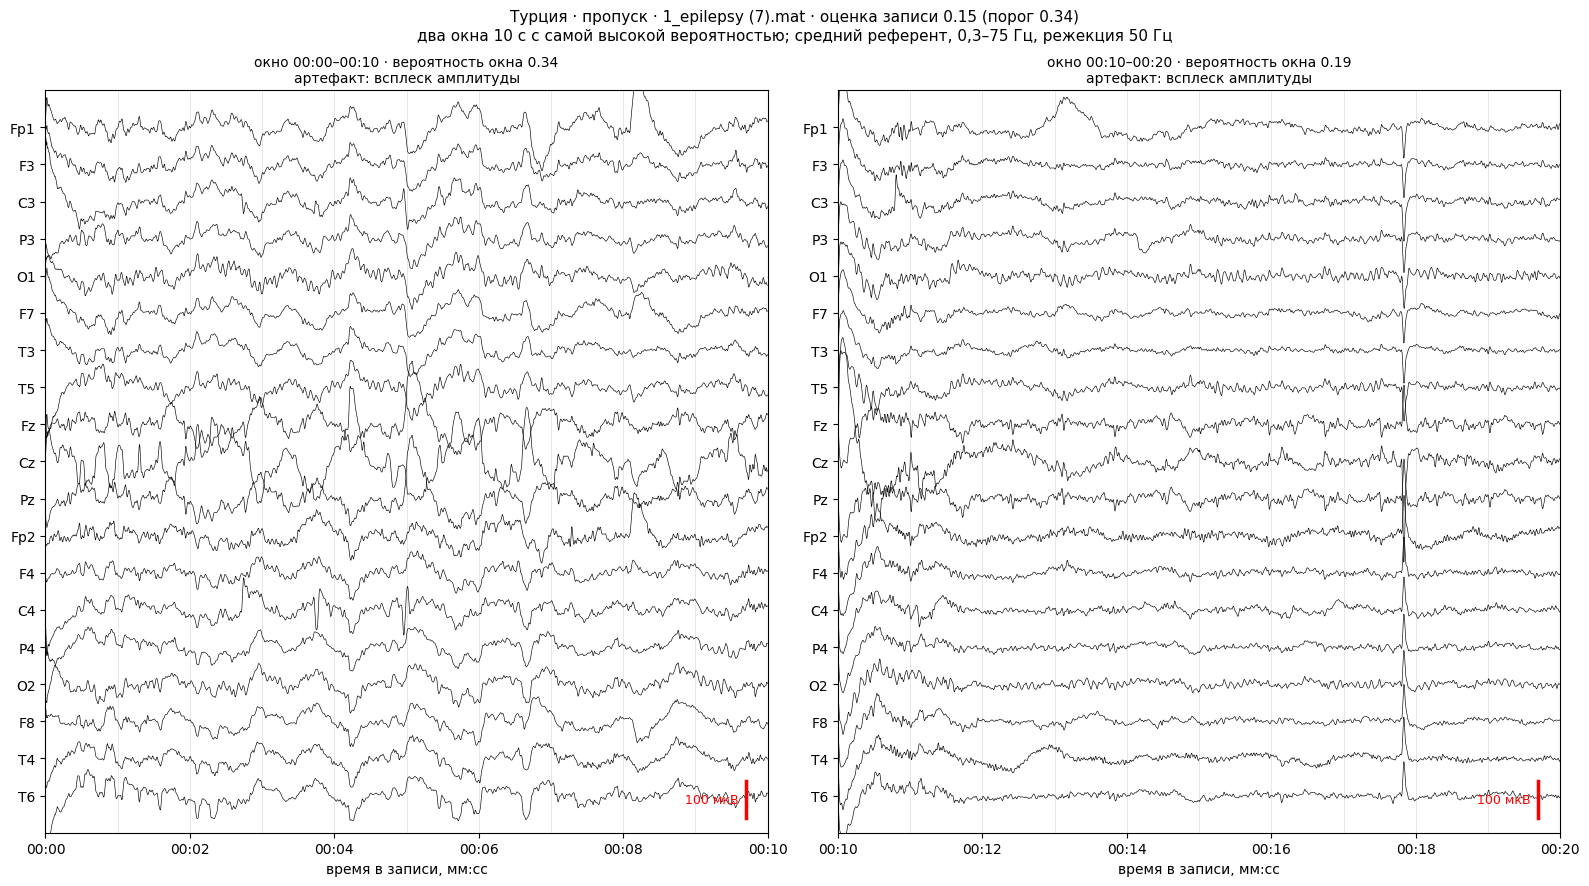 Турция · пропуск · 1_epilepsy (7).mat · оценка записи 0.15 (порог 0.34)
два окна 10 с с самой высокой вероятностью; средний референт, 0,3–75 Гц, режекция 50 Гц
окно 00:00–00:10 · вероятность окна 0.34
артефакт: всплеск амплитуды
Fp1
F3
C3
P3
O1
F7
T3
T5
Fz
Cz
Pz
Fp2
F4
C4
P4
O2
F8
T4
T6
100 мкВ
00:00 00:02 00:04 00:06 00:08 00:10
время в записи, мм:сс
окно 00:10–00:20 · вероятность окна 0.19
артефакт: всплеск амплитуды
Fp1
F3
C3
P3
O1
F7
T3
T5
Fz
Cz
Pz
Fp2
F4
C4
P4
O2
F8
T4
T6
100 мкВ
00:10 00:12 00:14 00:16 00:18 00:20
время в записи, мм:сс